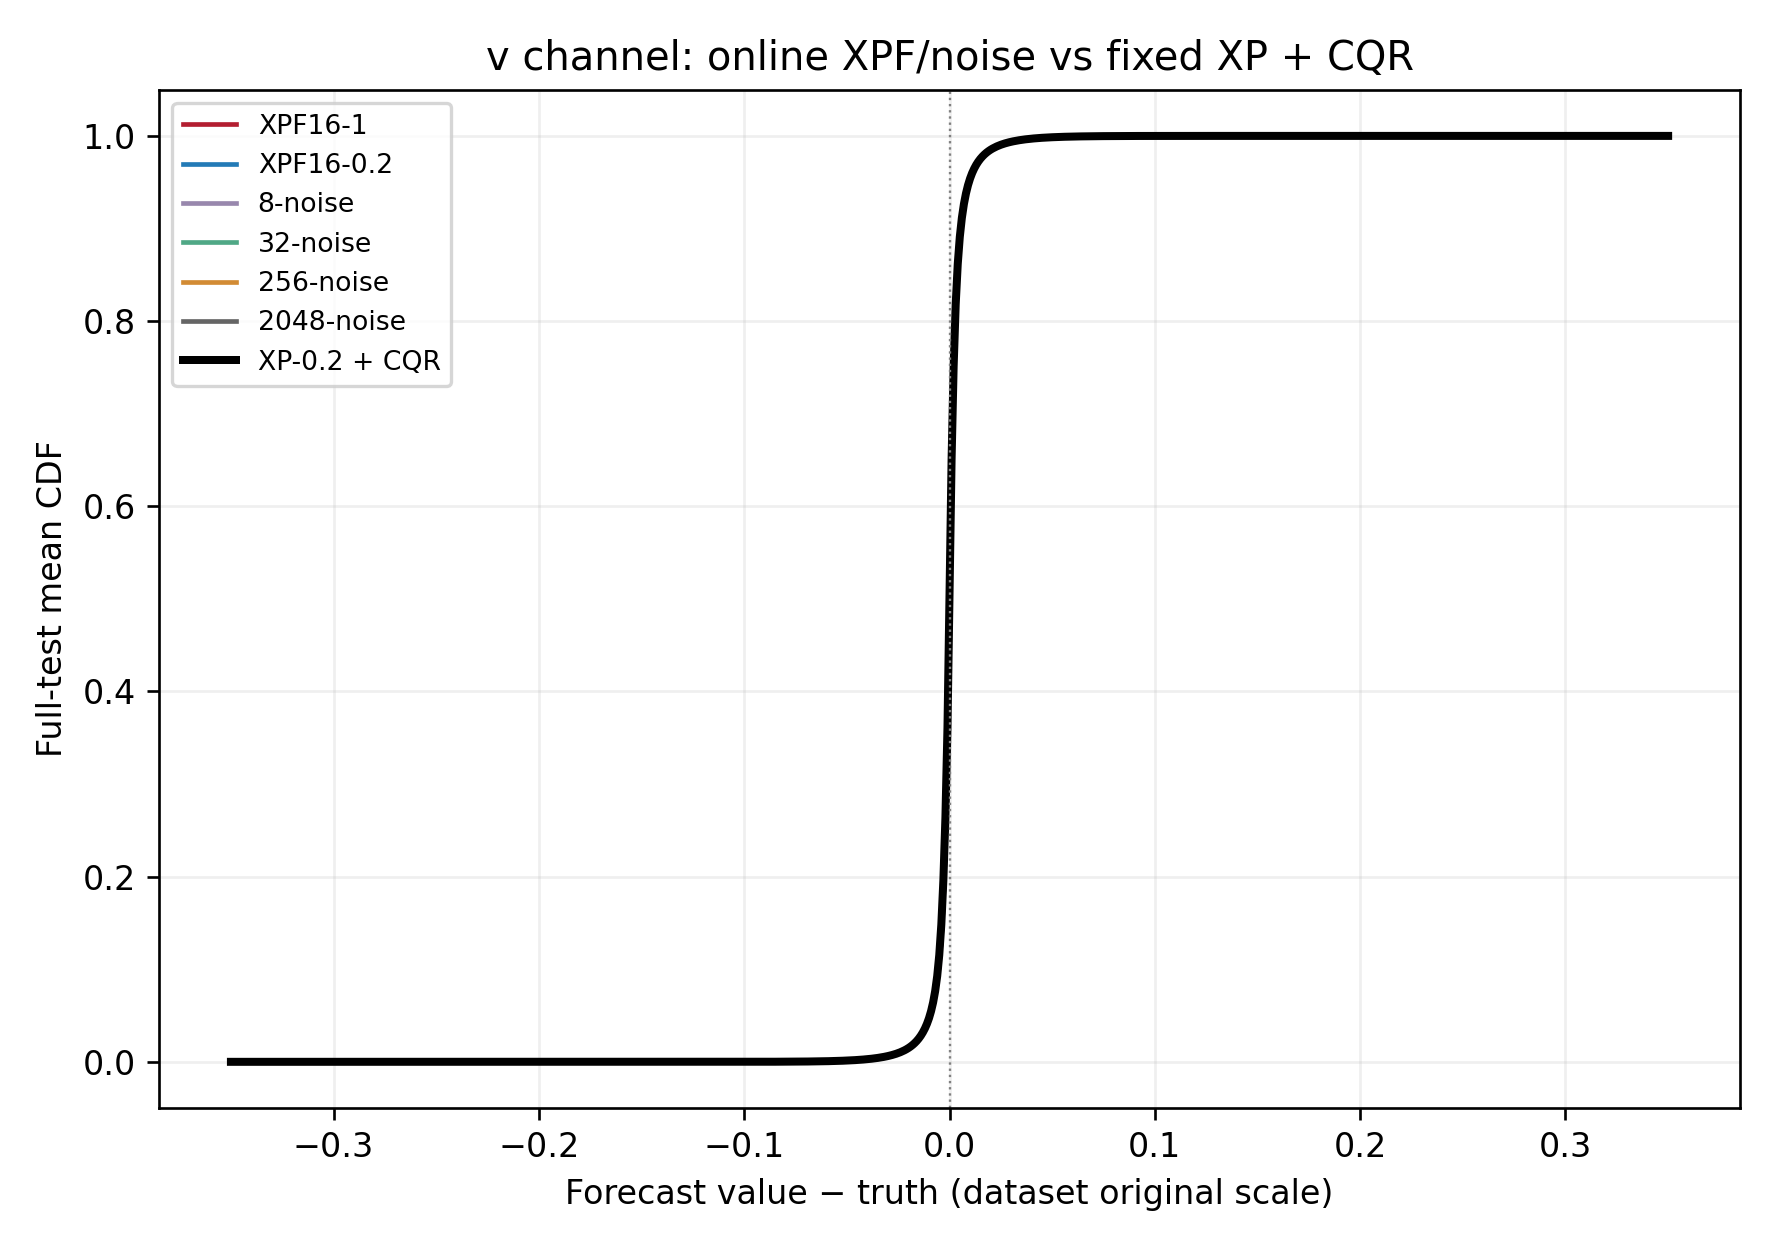 v channel: online XPF/noise vs fixed XP + CQR
XPF16-1
XPF16-0.2
8-noise
32-noise
256-noise
2048-noise
XP-0.2 + CQR
Full-test mean CDF
1.0
0.8
0.6
0.4
0.2
0.0
−0.3 −0.2 −0.1 0.0 0.1 0.2 0.3
Forecast value − truth (dataset original scale)